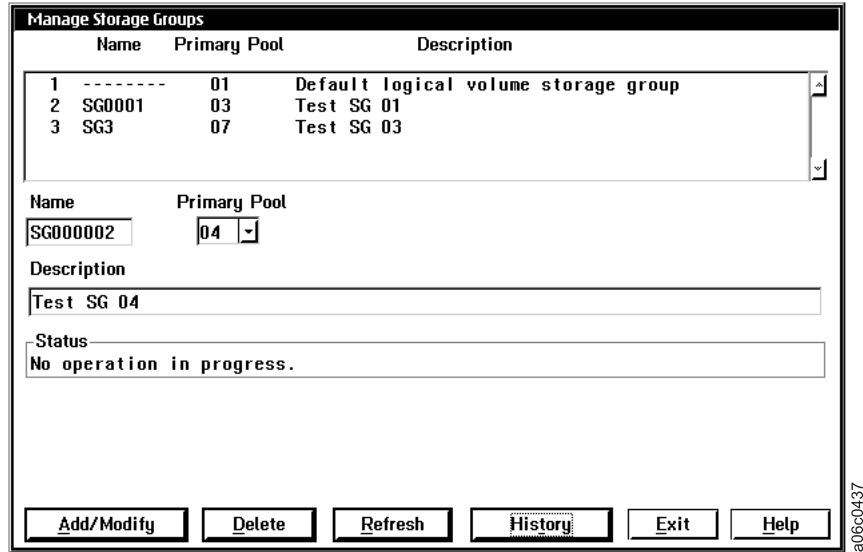 Manage Storage Groups
Name Primary Pool Description
1 -------- 01 Default logical volume storage group
2 SG0001 03 Test SG 01
3 SG3 07 Test SG 03
Name Primary Pool
SG000002 04
Description
Test SG 04
Status
No operation in progress.
Add/Modify Delete Refresh History Exit Help
a06c0437